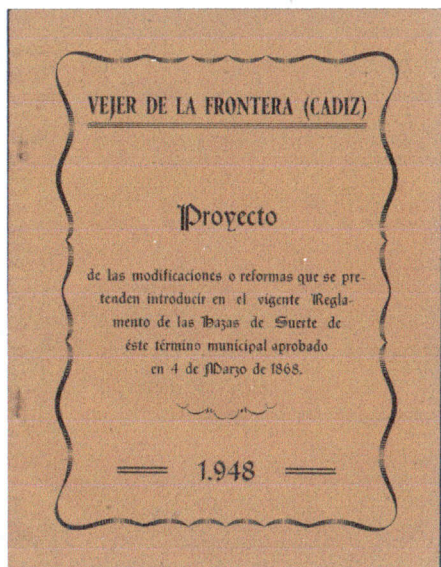 VEJER DE LA FRONTERA (CADIZ)
Proyecto
de las modificaciones o reformas que se pre-
tenden introducir en el vigente Regla-
mento de las Hazas de Suerte de
éste término municipal aprobado
en 4 de Marzo de 1868.
1.948